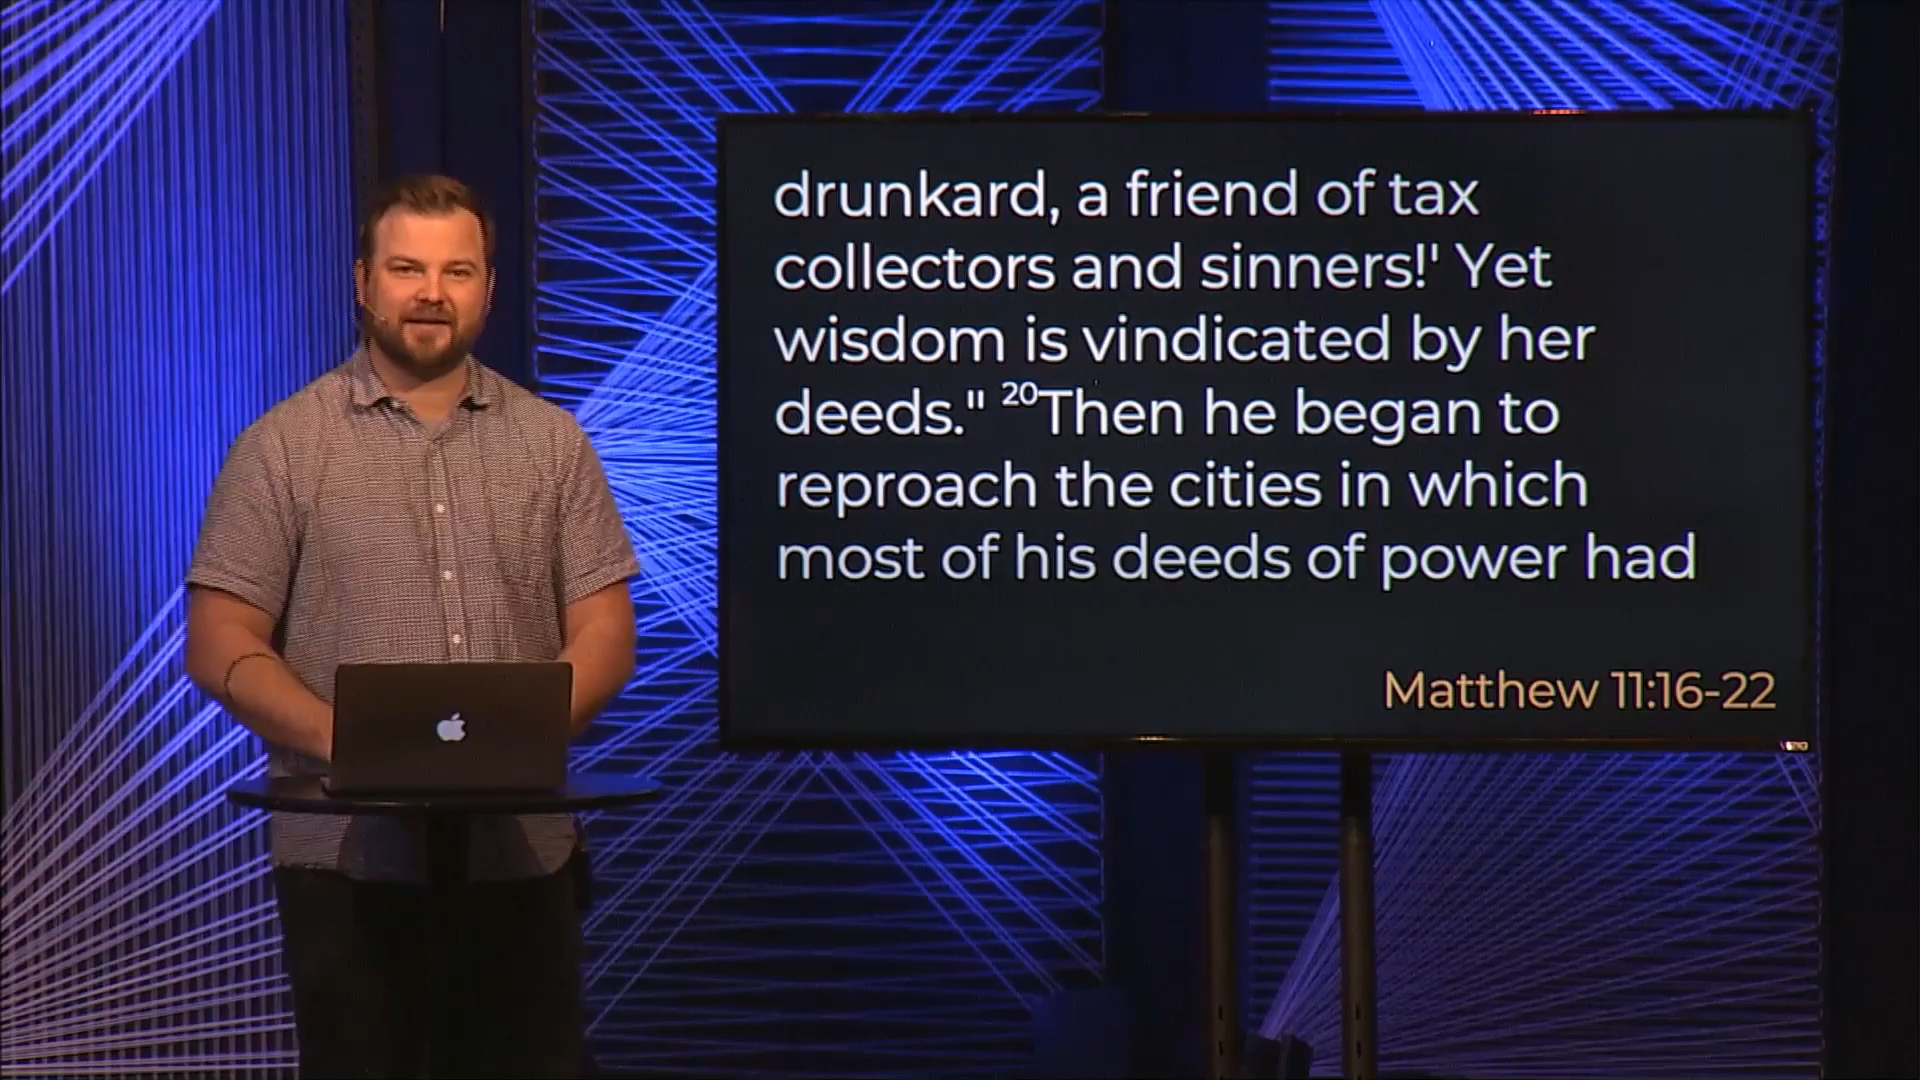 drunkard, a friend of tax
collectors and sinners!' Yet
wisdom is vindicated by her
deeds." ²⁰Then he began to
reproach the cities in which
most of his deeds of power had
Matthew 11:16-22